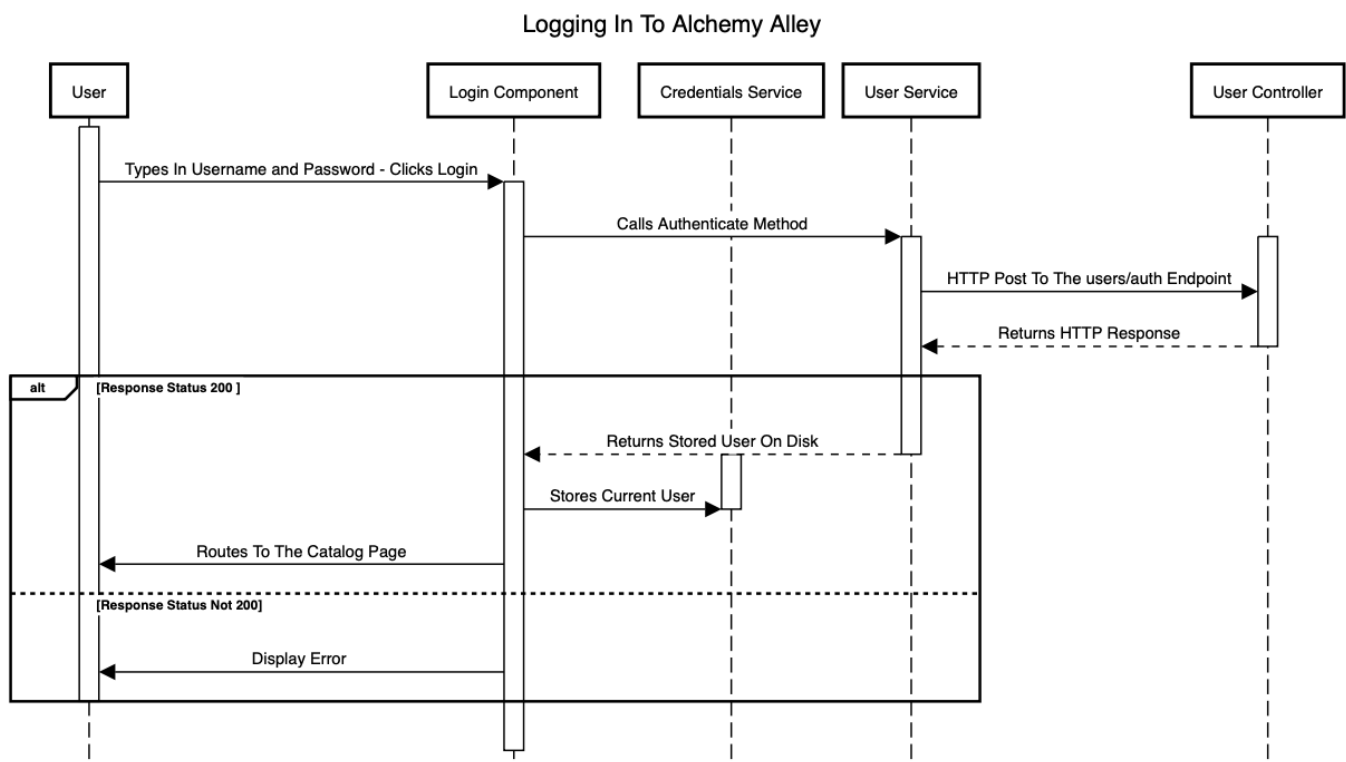 Logging In To Alchemy Alley
User
Login Component
Credentials Service
User Service
User Controller
Types In Username and Password - Clicks Login
Calls Authenticate Method
HTTP Post To The users/auth Endpoint
Returns HTTP Response
alt
[Response Status 200 ]
Returns Stored User On Disk
Stores Current User
Routes To The Catalog Page
[Response Status Not 200]
Display Error